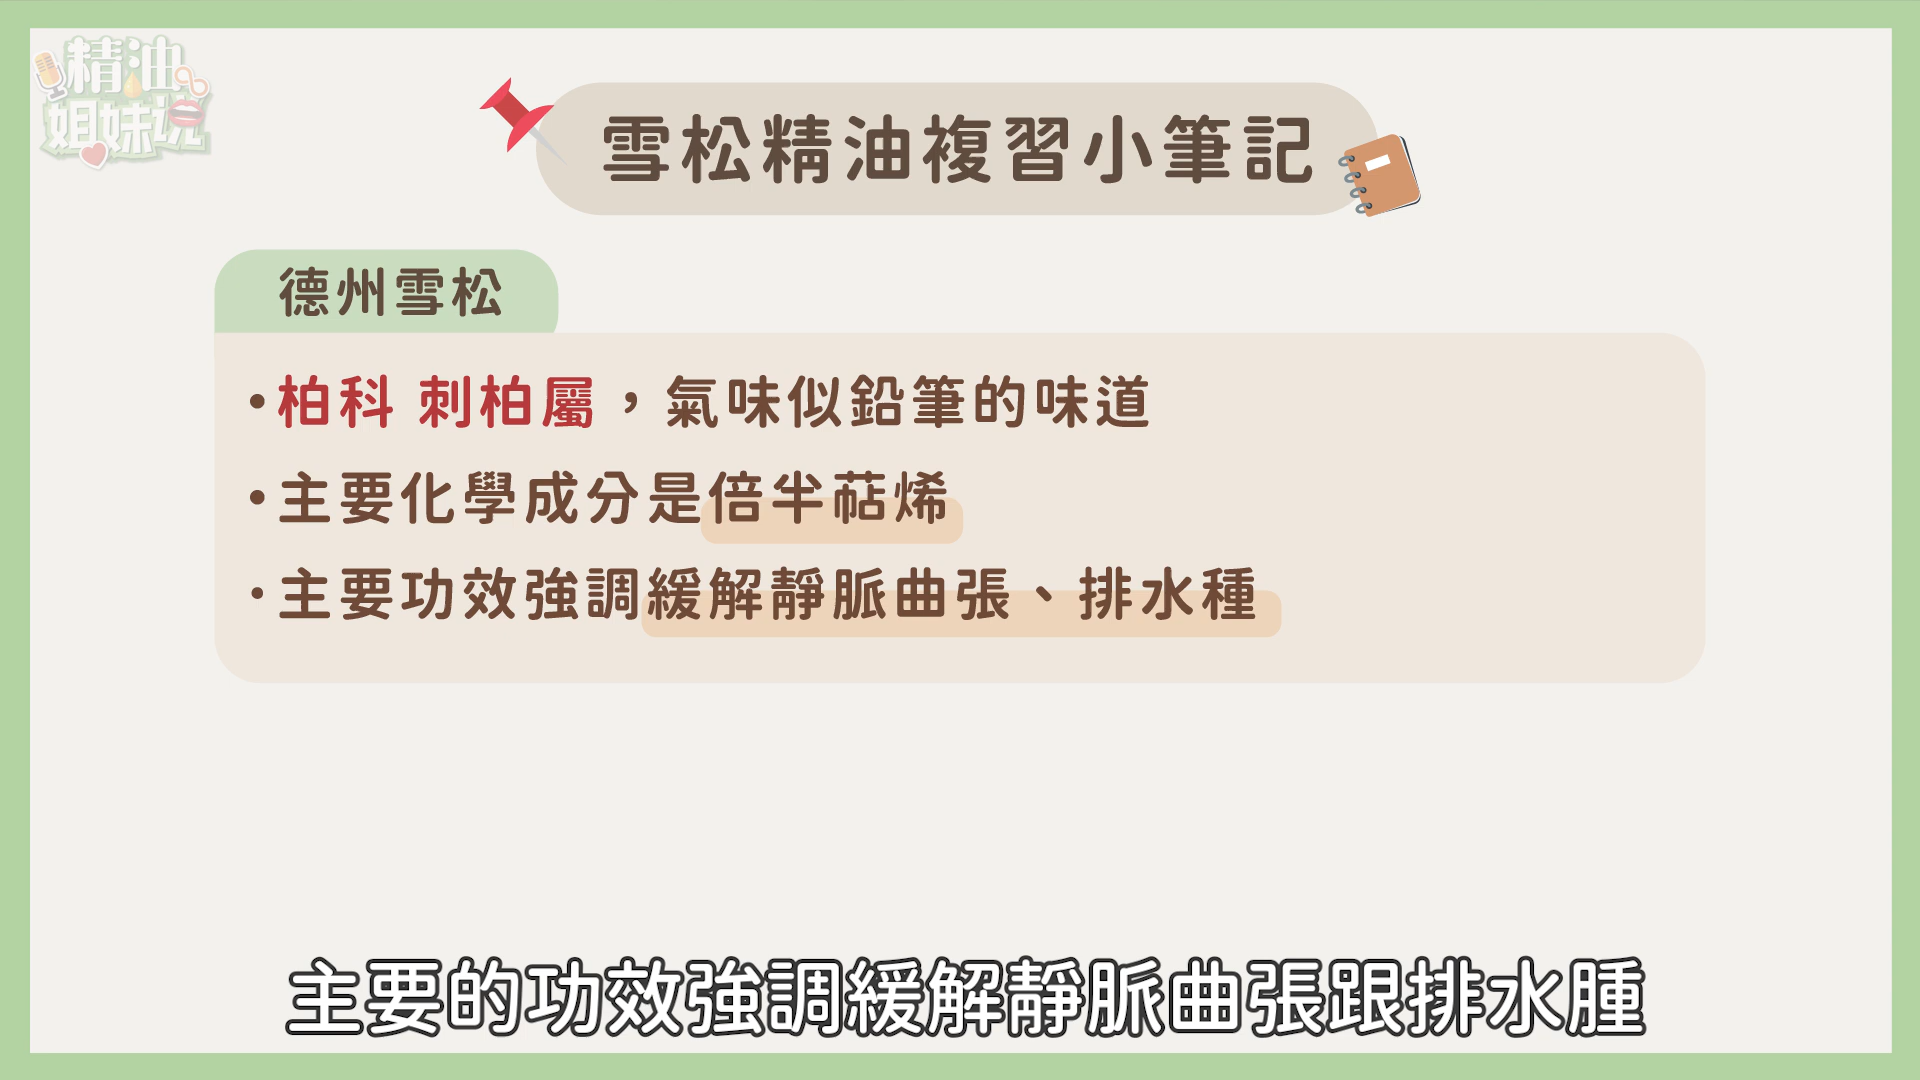 精油
姐妹说
雪松精油複習小筆記
德州雪松
•柏科 刺柏屬，氣味似鉛筆的味道
•主要化學成分是倍半萜烯
•主要功效強調緩解靜脈曲張、排水種
主要的功效強調緩解靜脈曲張跟排水腫